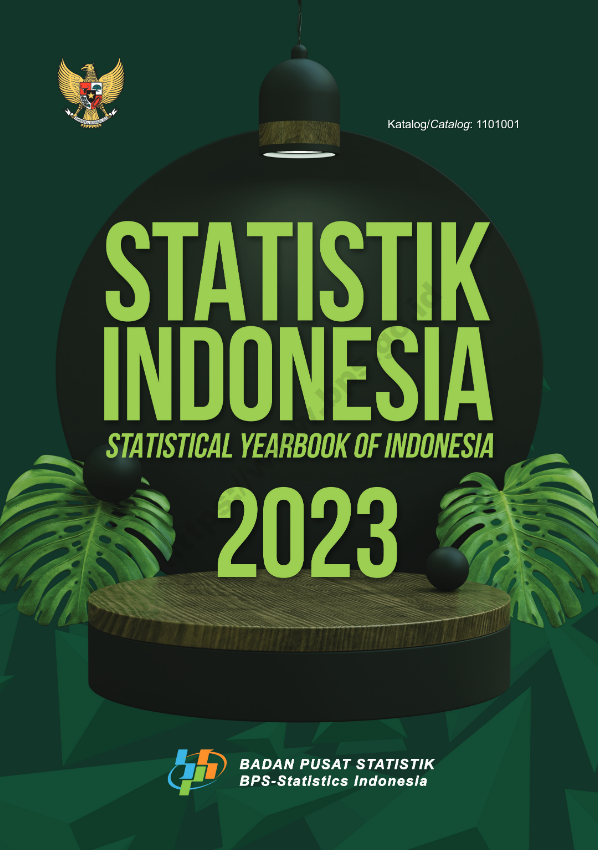 Katalog/Catalog: 1101001
STATISTIK
INDONESIA
STATISTICAL YEARBOOK OF INDONESIA
2023
BADAN PUSAT STATISTIK
BPS-Statistics Indonesia